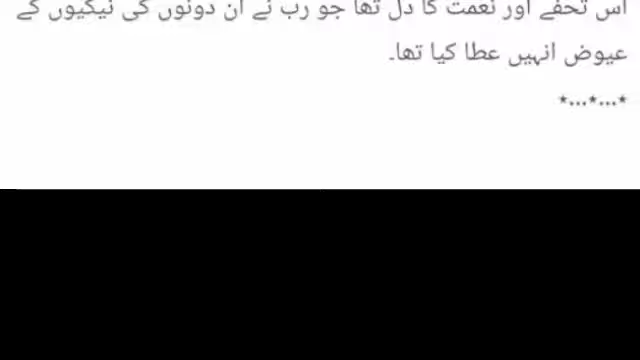 اس تحفے اور نعمت کا دل تھا جو رب نے ان دونوں کی نیکیوں کے
عیوض انہیں عطا کیا تھا۔
*...*...*